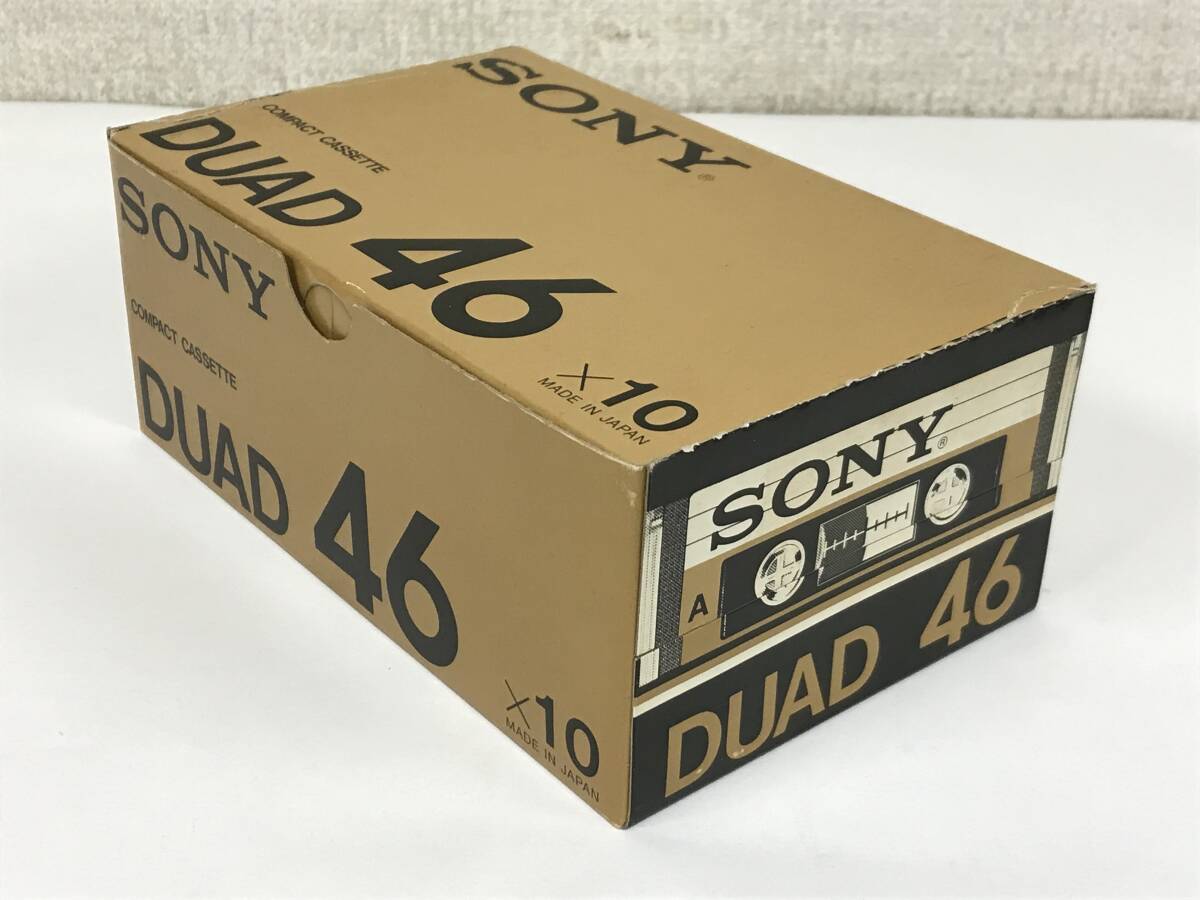 SONY®
COMPACT CASSETTE
DUAD 46
×10
MADE IN JAPAN
SONY
COMPACT CASSETTE
DUAD 46
×10
MADE IN JAPAN
SONY®
A
DUAD 46